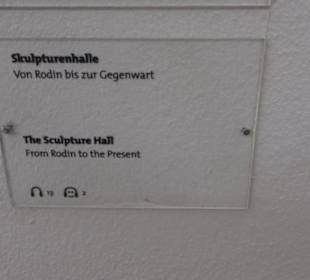 Skulpturenhalle
Von Rodin bis zur Gegenwart
The Sculpture Hall
From Rodin to the Present